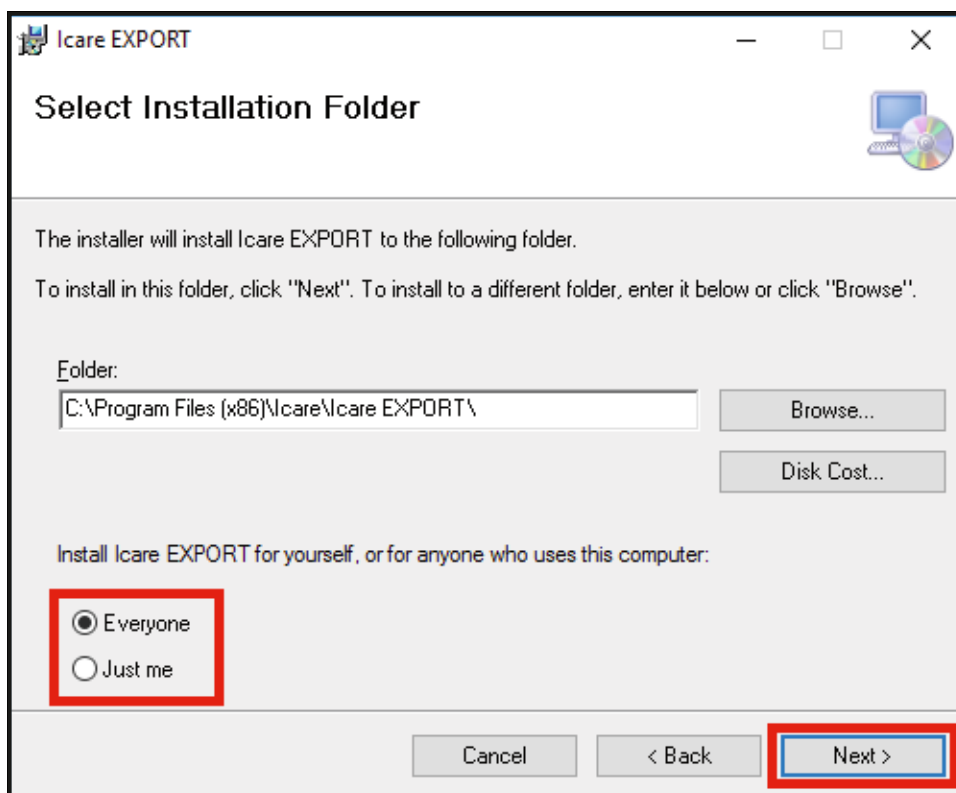 Icare EXPORT
Select Installation Folder
The installer will install Icare EXPORT to the following folder.
To install in this folder, click "Next". To install to a different folder, enter it below or click "Browse".
Folder:
C:\Program Files (x86)\Icare\Icare EXPORT\
Browse...
Disk Cost...
Install Icare EXPORT for yourself, or for anyone who uses this computer:
Everyone
Just me
Cancel
< Back
Next >